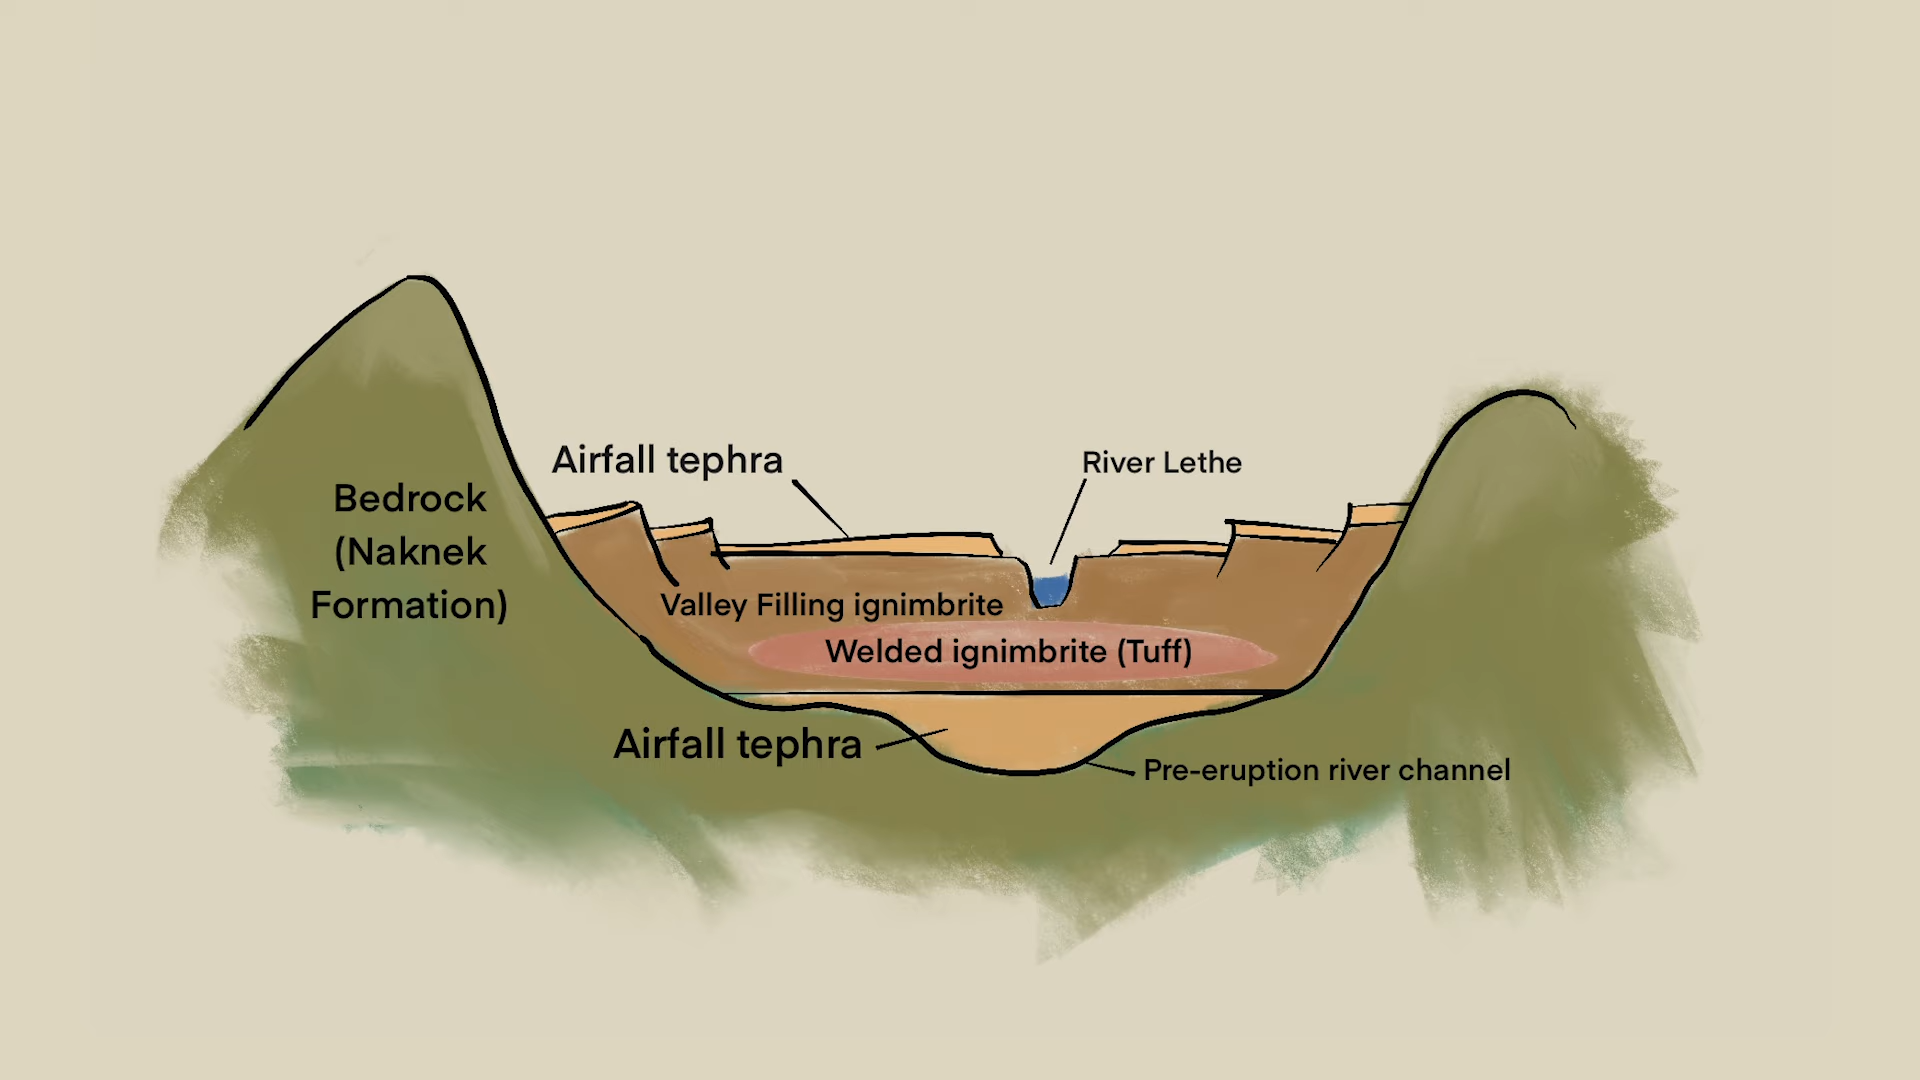 Airfall tephra
River Lethe
Bedrock
(Naknek
Formation)
Valley Filling ignimbrite
Welded ignimbrite (Tuff)
Airfall tephra
Pre-eruption river channel